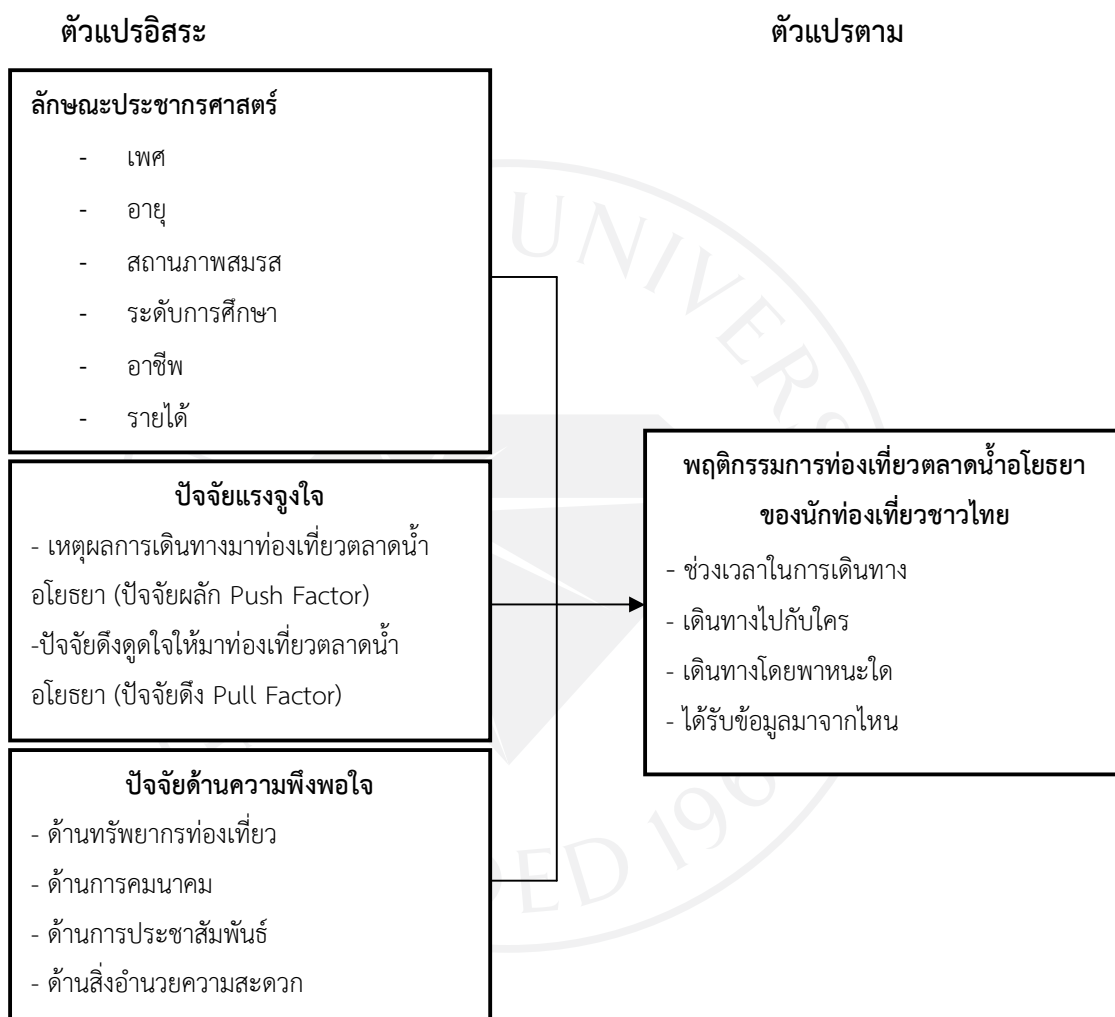 ตัวแปรอิสระ
ตัวแปรตาม
ลักษณะประชากรศาสตร์
- เพศ
- อายุ
- สถานภาพสมรส
- ระดับการศึกษา
- อาชีพ
- รายได้
ปัจจัยแรงจูงใจ
- เหตุผลการเดินทางมาท่องเที่ยวตลาดน้ำ
อโยธยา (ปัจจัยผลัก Push Factor)
-ปัจจัยดึงดูดใจให้มาท่องเที่ยวตลาดน้ำ
อโยธยา (ปัจจัยดึง Pull Factor)
ปัจจัยด้านความพึงพอใจ
- ด้านทรัพยากรท่องเที่ยว
- ด้านการคมนาคม
- ด้านการประชาสัมพันธ์
- ด้านสิ่งอำนวยความสะดวก
พฤติกรรมการท่องเที่ยวตลาดน้ำอโยธยา
ของนักท่องเที่ยวชาวไทย
- ช่วงเวลาในการเดินทาง
- เดินทางไปกับใคร
- เดินทางโดยพาหนะใด
- ได้รับข้อมูลมาจากไหน